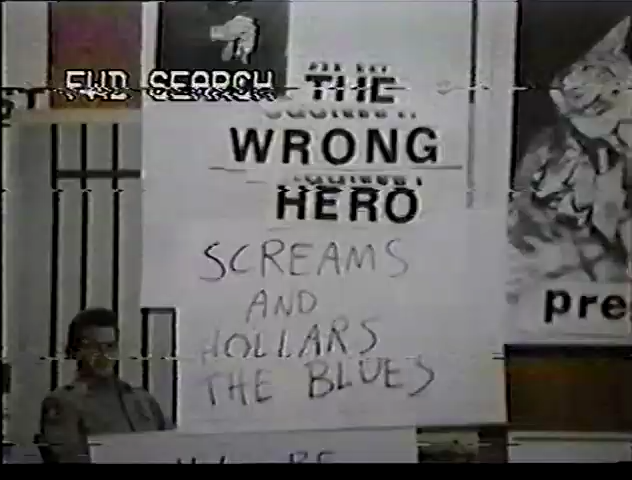 FWD SEARCH
THE
WRONG
HERO
SCREAMS
AND
HOLLARS
THE BLUES
pre